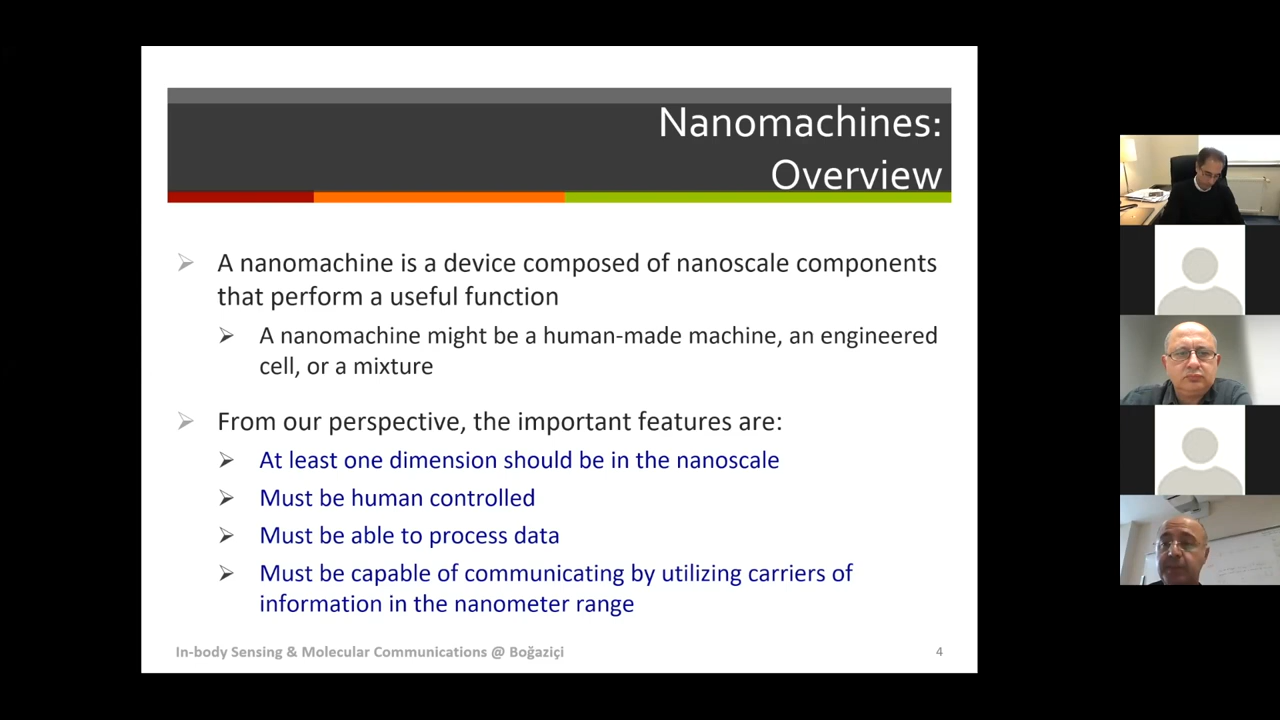 Nanomachines:
Overview
A nanomachine is a device composed of nanoscale components
that perform a useful function
A nanomachine might be a human-made machine, an engineered
cell, or a mixture
From our perspective, the important features are:
At least one dimension should be in the nanoscale
Must be human controlled
Must be able to process data
Must be capable of communicating by utilizing carriers of
information in the nanometer range
In-body Sensing & Molecular Communications @ Boğaziçi
4